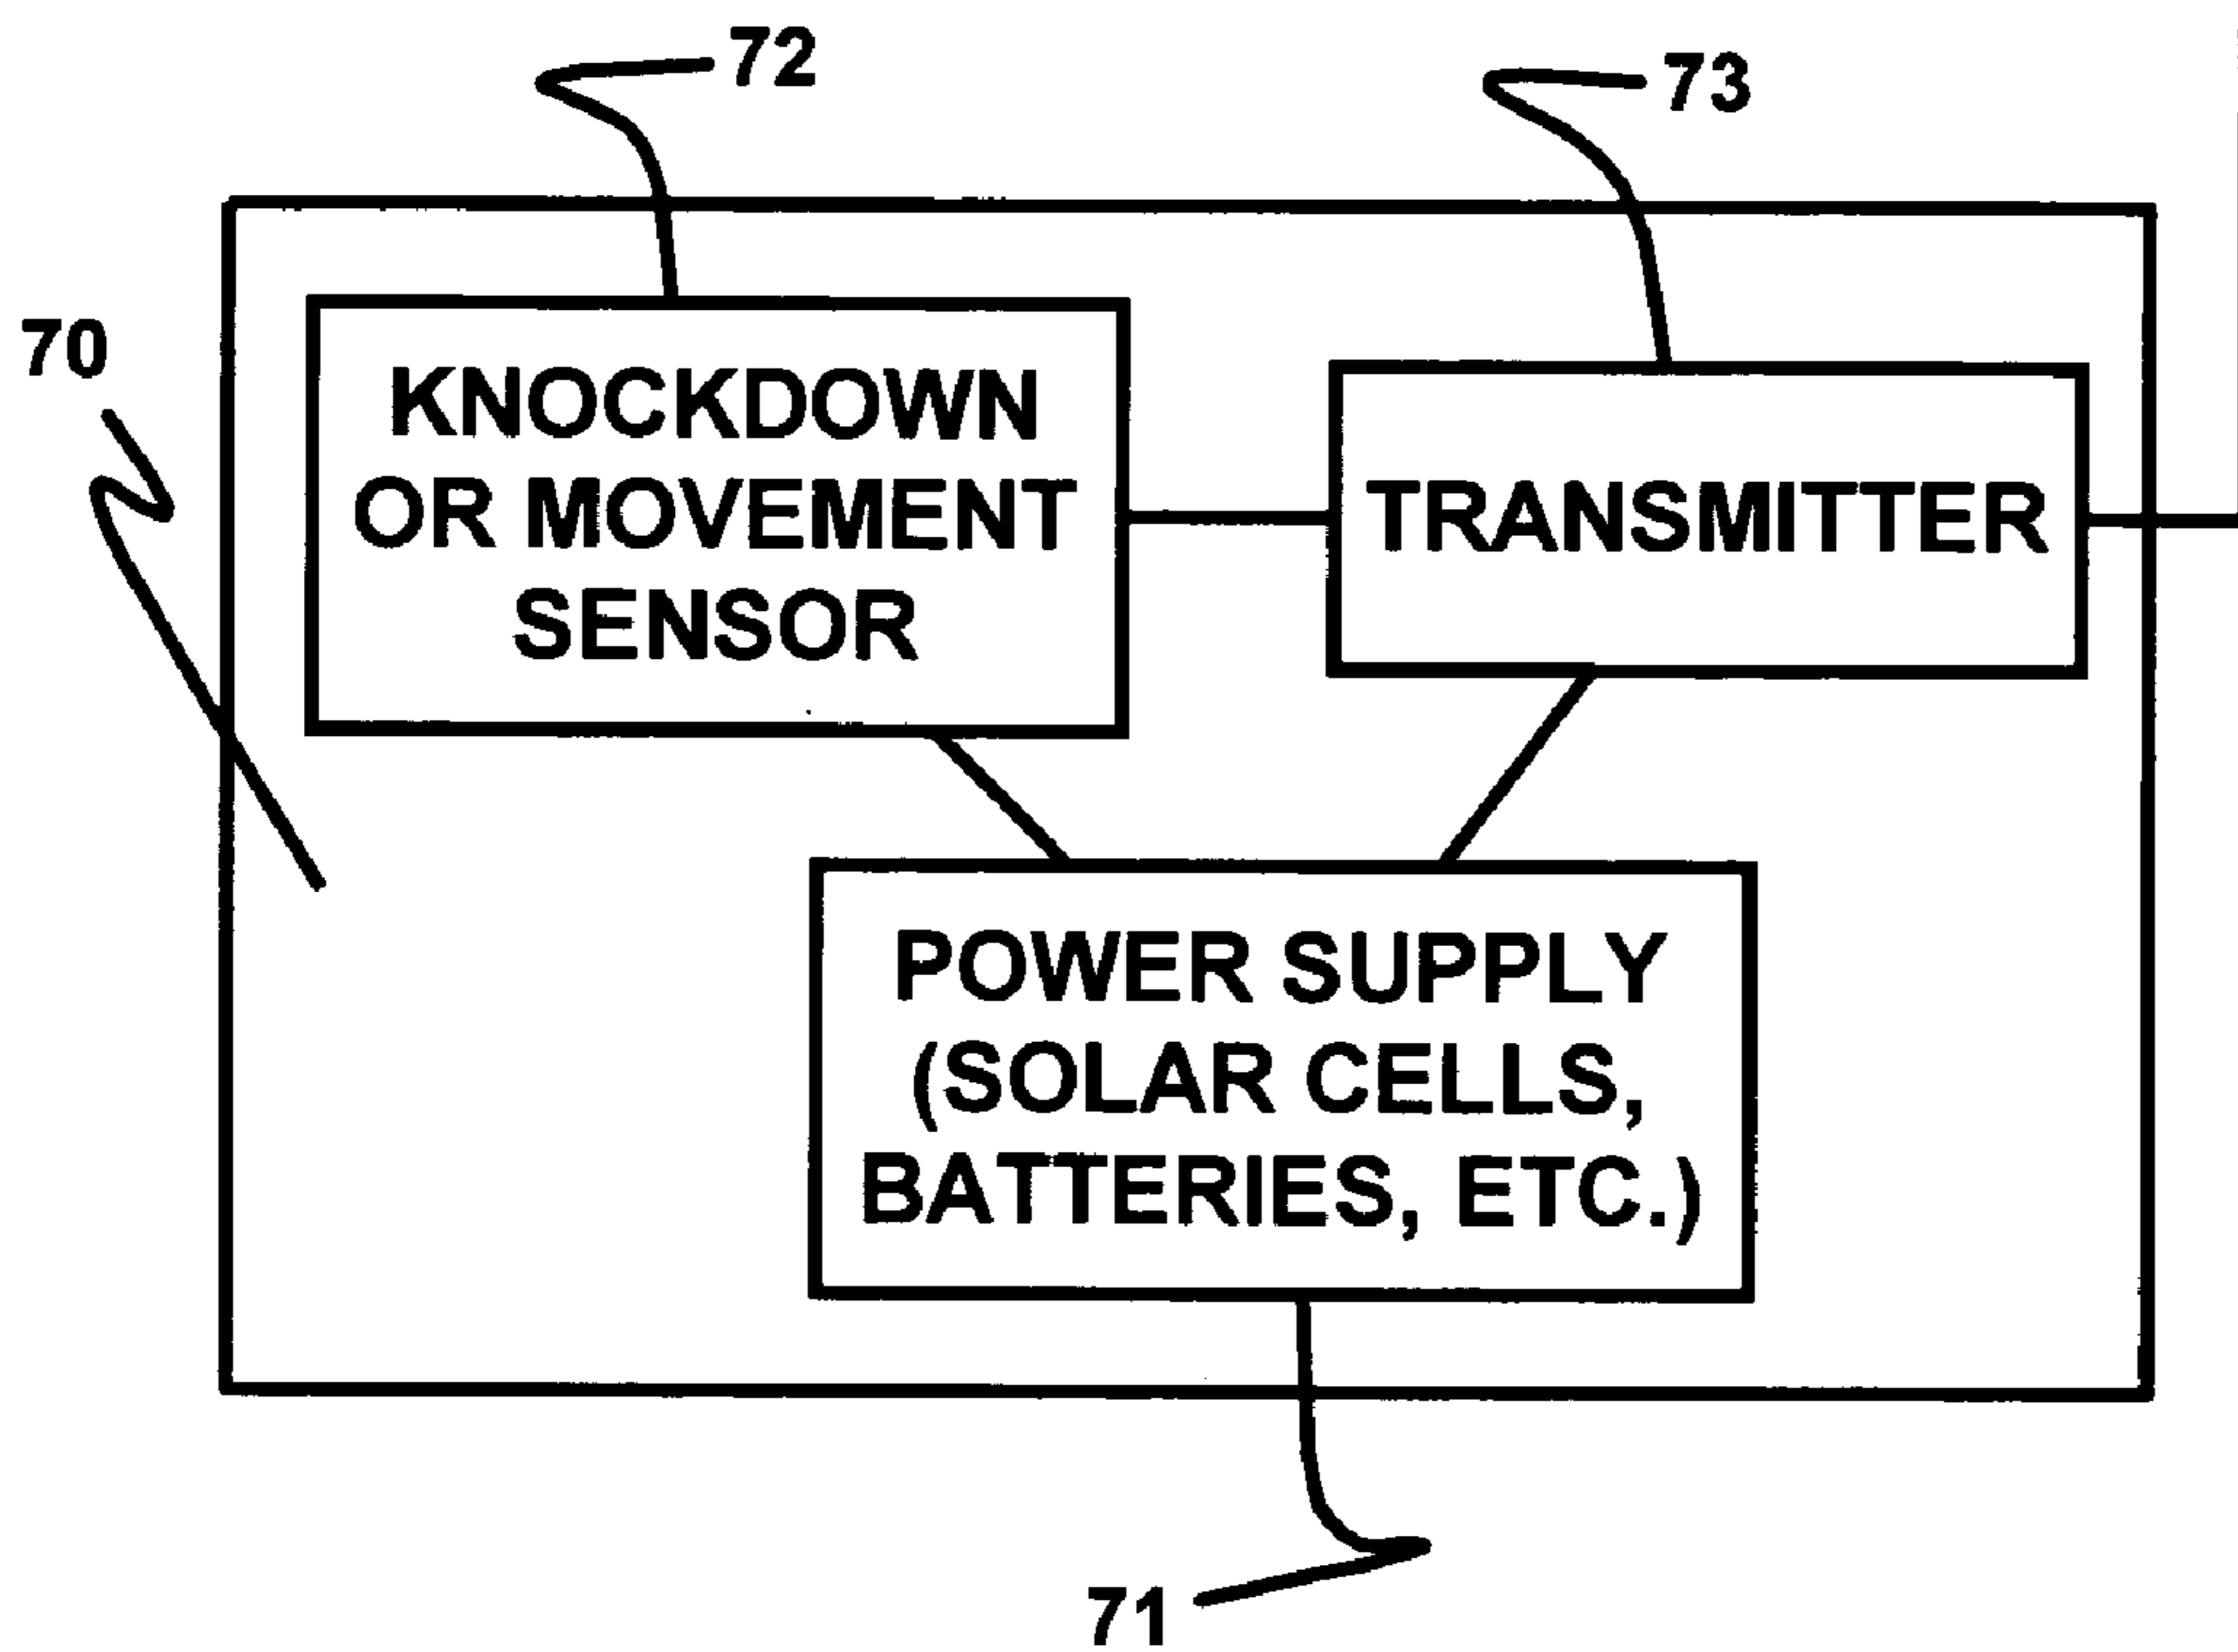 72
73
70
KNOCKDOWN
OR MOVEMENT
SENSOR
TRANSMITTER
POWER SUPPLY
(SOLAR CELLS,
BATTERIES, ETC.)
71